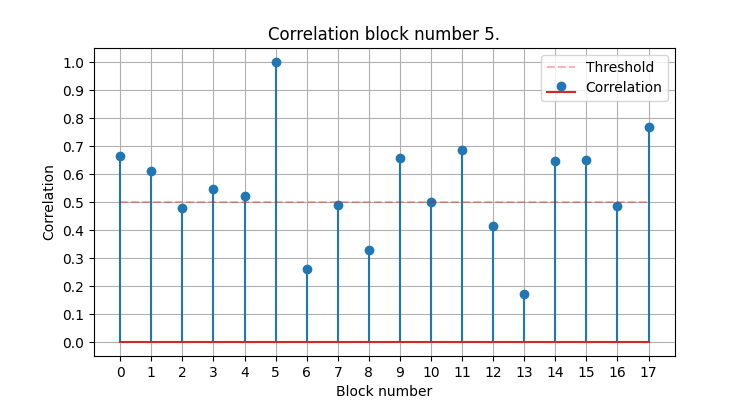 Correlation block number 5.
Threshold
Correlation
Correlation
1.0
0.9
0.8
0.7
0.6
0.5
0.4
0.3
0.2
0.1
0.0
0 1 2 3 4 5 6 7 8 9 10 11 12 13 14 15 16 17
Block number